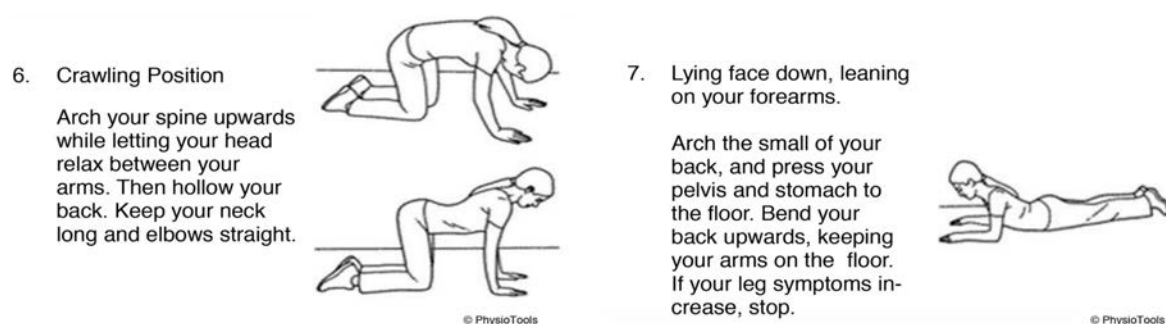 6. Crawling Position
Arch your spine upwards
while letting your head
relax between your
arms. Then hollow your
back. Keep your neck
long and elbows straight.
© PhysioTools
7. Lying face down, leaning
on your forearms.
Arch the small of your
back, and press your
pelvis and stomach to
the floor. Bend your
back upwards, keeping
your arms on the floor.
If your leg symptoms in-
crease, stop.
© PhysioTools